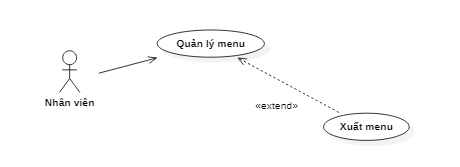 Quản lý menu
Nhân viên
«extend»
Xuất menu